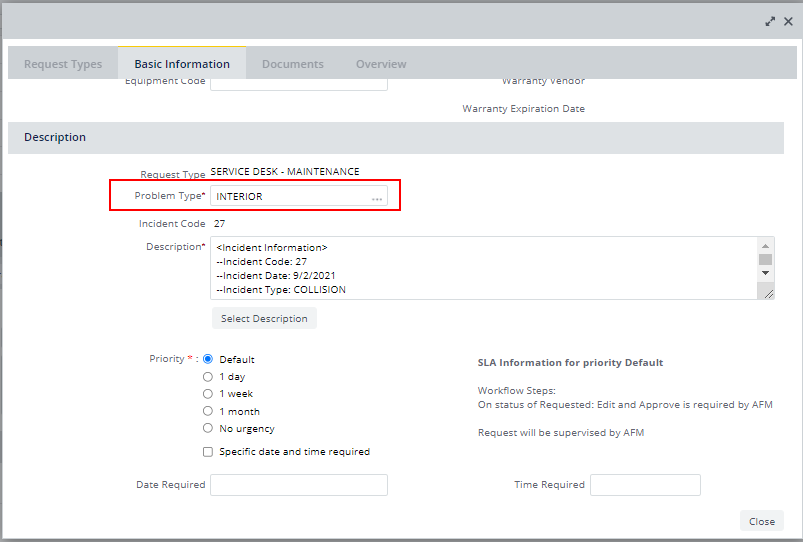 Request Types Basic Information Documents Overview
Equipment Code Warranty Vendor
Warranty Expiration Date
Description
Request Type SERVICE DESK - MAINTENANCE
Problem Type* INTERIOR ...
Incident Code 27
Description* <Incident Information>
--Incident Code: 27
--Incident Date: 9/2/2021
--Incident Type: COLLISION
Select Description
Priority * : Default SLA Information for priority Default
1 day
1 week Workflow Steps:
On status of Requested: Edit and Approve is required by AFM
1 month
No urgency Request will be supervised by AFM
Specific date and time required
Date Required Time Required
Close